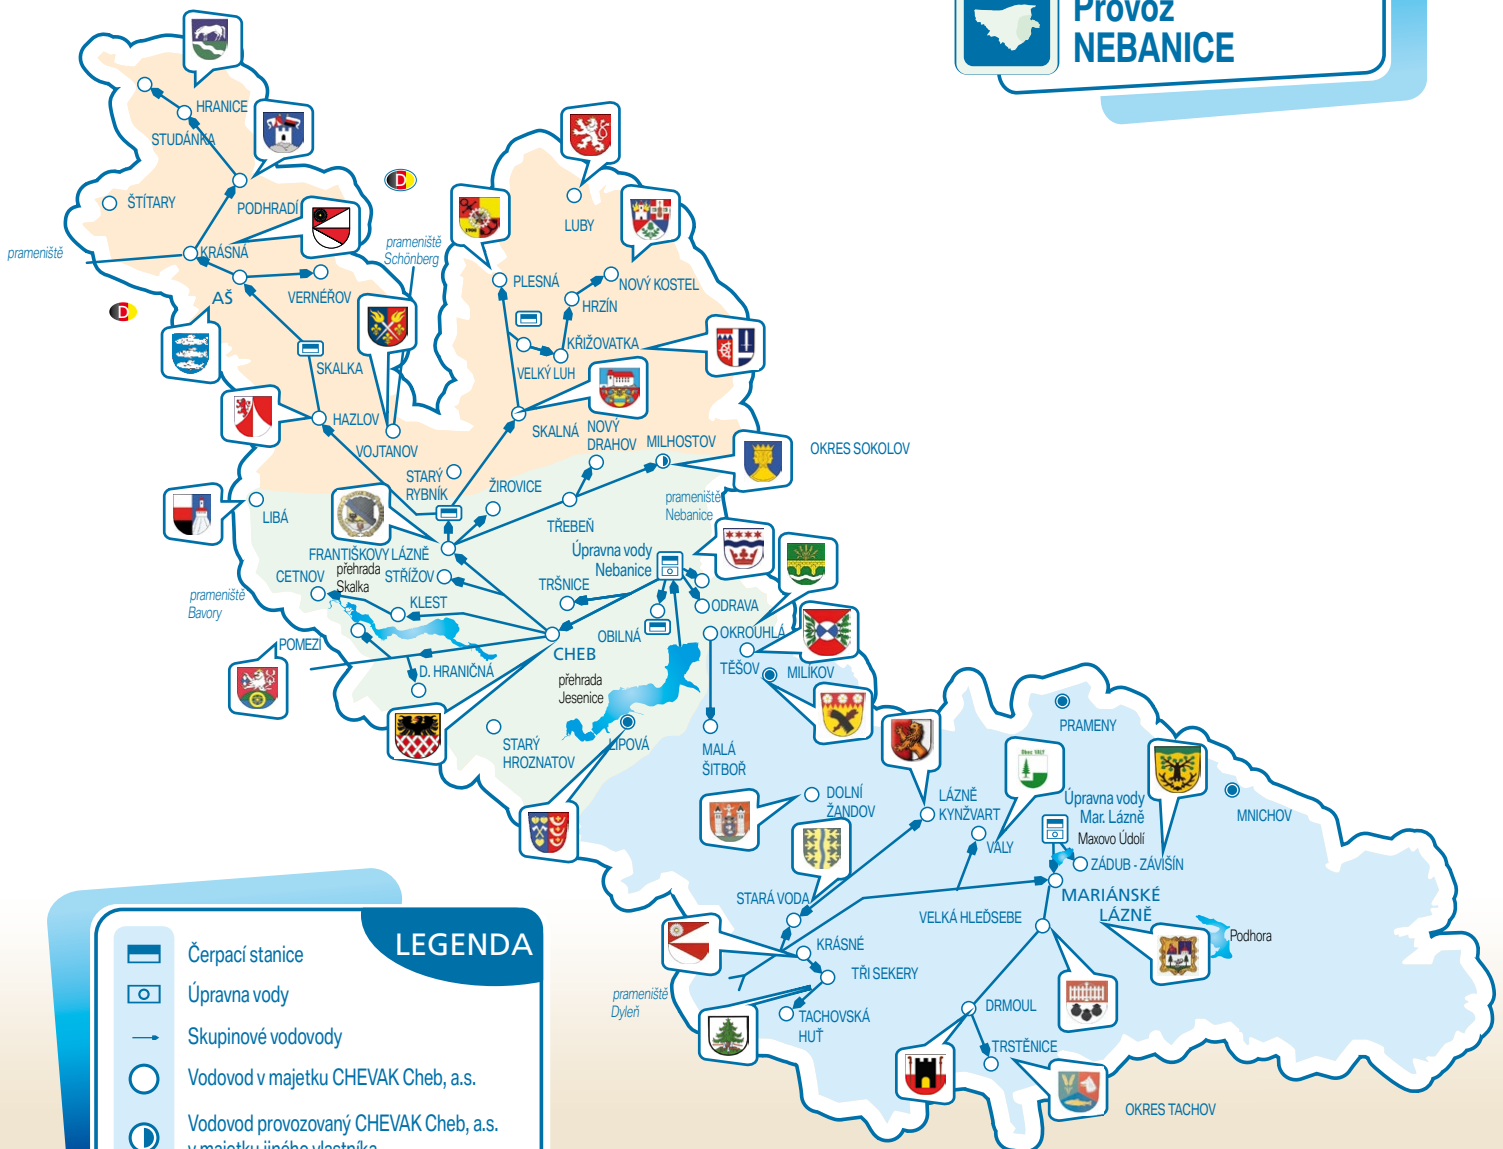 Provoz
NEBANICE
HRANICE
STUDÁNKA
ŠTÍTARY
PODHRADÍ
prameniště
KRÁSNÁ
prameniště
Schönberg
D
LUBY
AŠ
VERNÉŘOV
PLESNÁ
NOVÝ KOSTEL
HRZÍN
D
KŘIŽOVATKA
SKALKA
VELKÝ LUH
HAZLOV
VOJTANOV
SKALNÁ
NOVÝ
DRAHOV
MILHOSTOV
OKRES SOKOLOV
STARÝ
RYBNÍK
ŽIROVICE
prameniště
Nebanice
LIBÁ
TŘEBEŇ
FRANTIŠKOVY LÁZNĚ
Úpravna vody
Nebanice
CETNOV
přehrada
Skalka
STŘÍŽOV
TRŠNICE
prameniště
Bavory
KLEST
ODRAVA
OBILNÁ
OKROUHLÁ
POMEZÍ
CHEB
D. HRANIČNÁ
TĚŠOV
MILÍKOV
přehrada
Jesenice
STARÝ
HROZNATOV
LIPOVÁ
MALÁ
ŠITBOŘ
PRAMENY
DOLNÍ
ŽANDOV
LÁZNĚ
KYNŽVART
Obec VALY
VALY
Úpravna vody
Mar. Lázně
Maxovo Údolí
MNICHOV
ZÁDUB - ZÁVIŠÍN
STARÁ VODA
MARIÁNSKÉ
LÁZNĚ
VELKÁ HLEĎSEBE
Podhora
KRÁSNÉ
TŘI SEKERY
prameniště
Dyleň
TACHOVSKÁ
HUŤ
DRMOUL
TRSTĚNICE
OKRES TACHOV
LEGENDA
Čerpací stanice
Úpravna vody
Skupinové vodovody
Vodovod v majetku CHEVAK Cheb, a.s.
Vodovod provozovaný CHEVAK Cheb, a.s.
v majetku jiného vlastníka